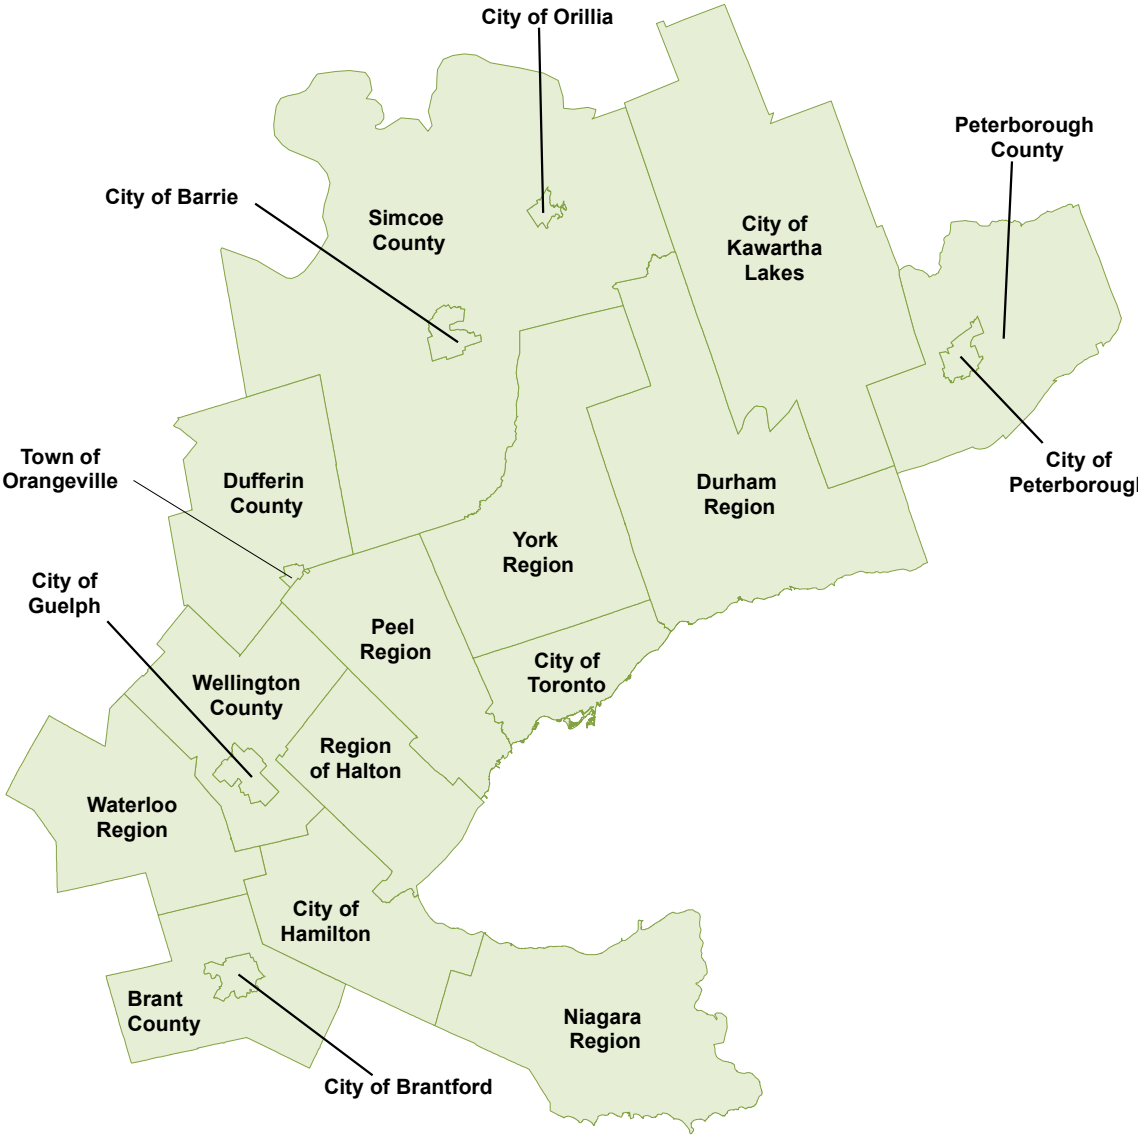 City of Orillia
Peterborough
County
City of Barrie
Simcoe
County
City of
Kawartha
Lakes
Town of
Orangeville
Dufferin
County
Durham
Region
City of
Peterboroug
York
Region
City of
Guelph
Peel
Region
City of
Toronto
Wellington
County
Region
of Halton
Waterloo
Region
City of
Hamilton
Brant
County
Niagara
Region
City of Brantford